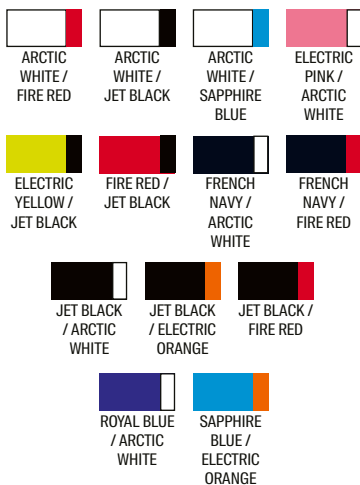 ARCTIC
WHITE /
FIRE RED
ARCTIC
WHITE /
JET BLACK
ARCTIC
WHITE /
SAPPHIRE
BLUE
ELECTRIC
PINK /
ARCTIC
WHITE
ELECTRIC
YELLOW /
JET BLACK
FIRE RED /
JET BLACK
FRENCH
NAVY /
ARCTIC
WHITE
FRENCH
NAVY /
FIRE RED
JET BLACK
/ ARCTIC
WHITE
JET BLACK
/ ELECTRIC
ORANGE
JET BLACK /
FIRE RED
ROYAL BLUE
/ ARCTIC
WHITE
SAPPHIRE
BLUE /
ELECTRIC
ORANGE